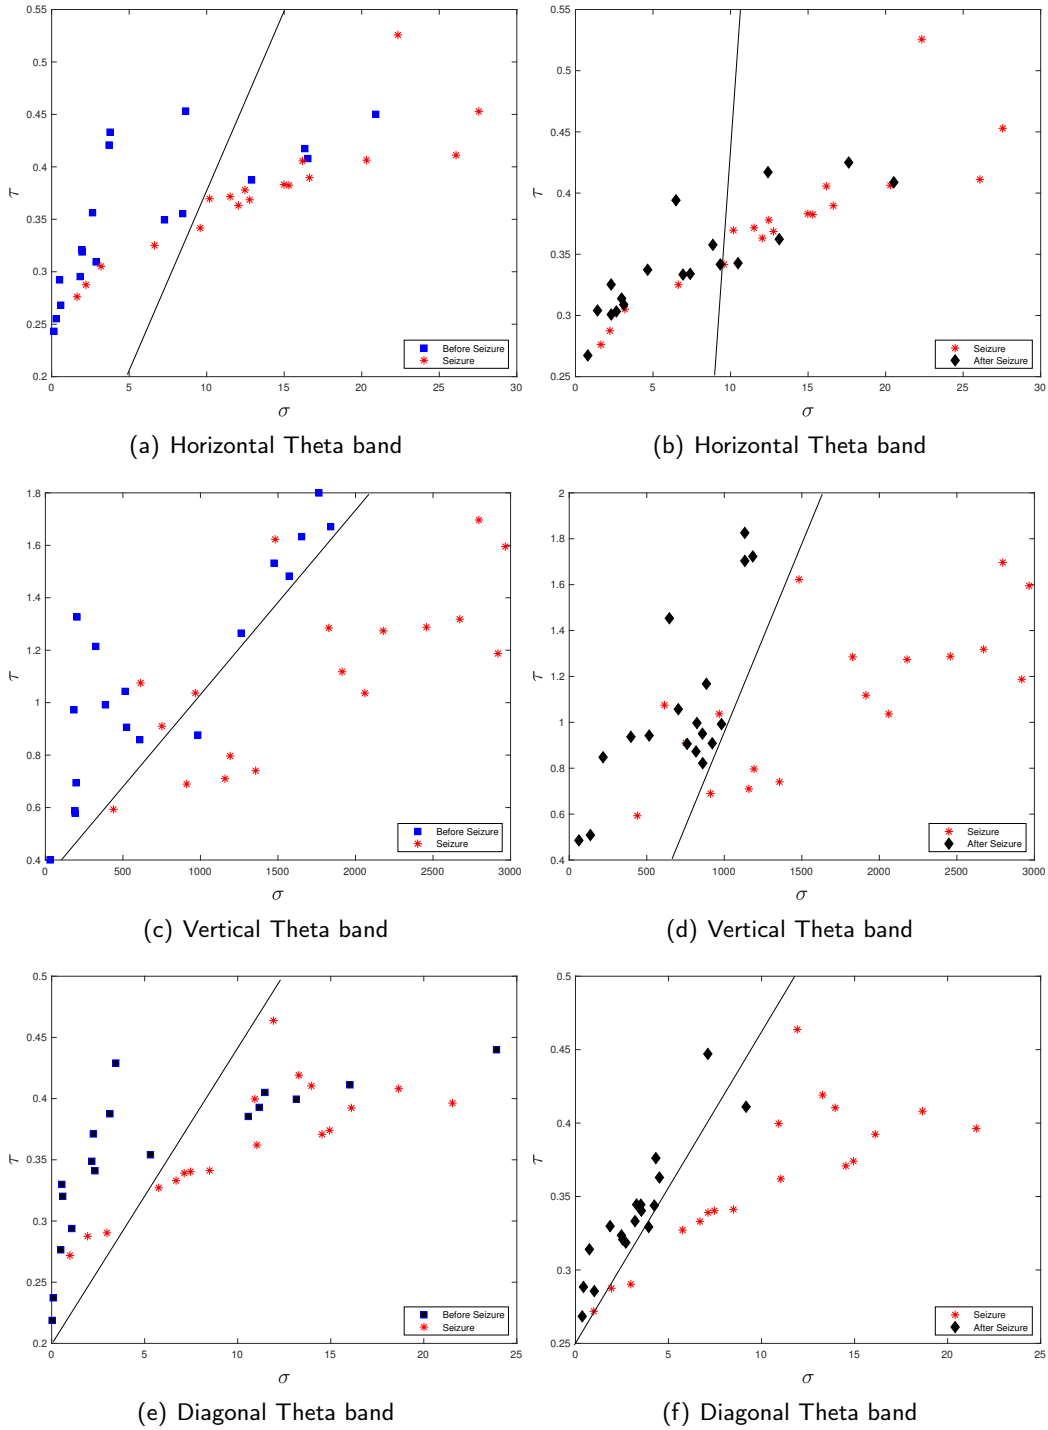 0.55
0.5
0.45
0.4
0.35
0.3
0.25
0.2
τ
0 5 10 15 20 25 30
σ
Before Seizure
Seizure
(a) Horizontal Theta band
0.55
0.5
0.45
0.4
0.35
0.3
0.25
τ
0 5 10 15 20 25 30
σ
Seizure
After Seizure
(b) Horizontal Theta band
1.8
1.6
1.4
1.2
1
0.8
0.6
0.4
τ
0 500 1000 1500 2000 2500 3000
σ
Before Seizure
Seizure
(c) Vertical Theta band
2
1.8
1.6
1.4
1.2
1
0.8
0.6
0.4
τ
0 500 1000 1500 2000 2500 3000
σ
Seizure
After Seizure
(d) Vertical Theta band
0.5
0.45
0.4
0.35
0.3
0.25
0.2
τ
0 5 10 15 20 25
σ
Before Seizure
Seizure
(e) Diagonal Theta band
0.5
0.45
0.4
0.35
0.3
0.25
τ
0 5 10 15 20 25
σ
Seizure
After Seizure
(f) Diagonal Theta band